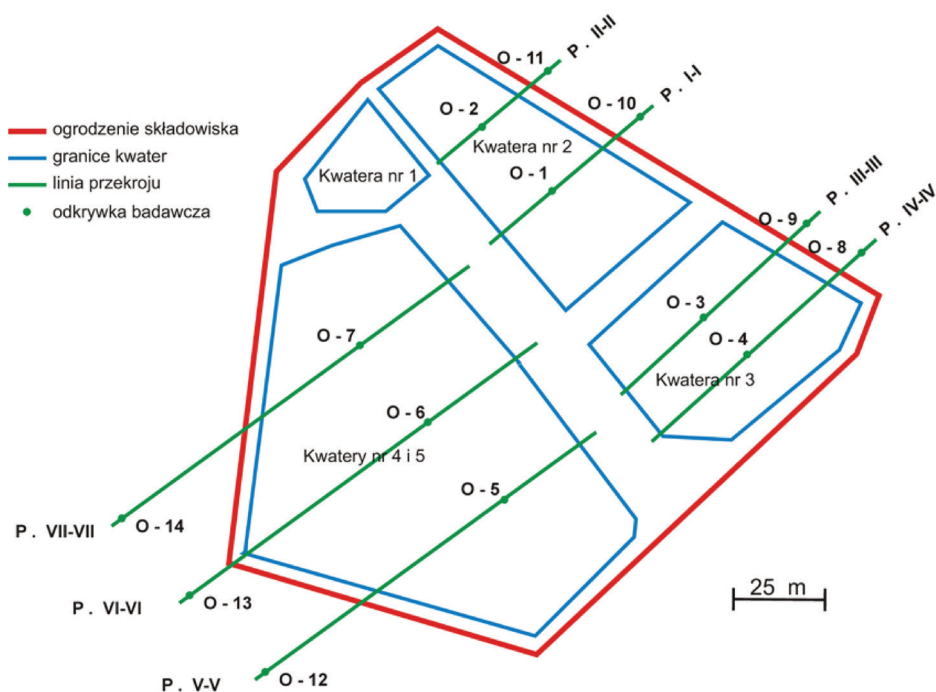 P . II-II
O - 11
P . I-I
O - 10
O - 2
ogrodzenie składowiska
granice kwater
linia przekroju
odkrywka badawcza
Kwatera nr 1
Kwatera nr 2
O - 1
P . III-III
P . IV-IV
O - 9
O - 8
O - 3
O - 4
Kwatera nr 3
O - 7
O - 6
Kwatery nr 4 i 5
O - 5
P . VII-VII
O - 14
P . VI-VI
O - 13
P . V-V
O - 12
25 m